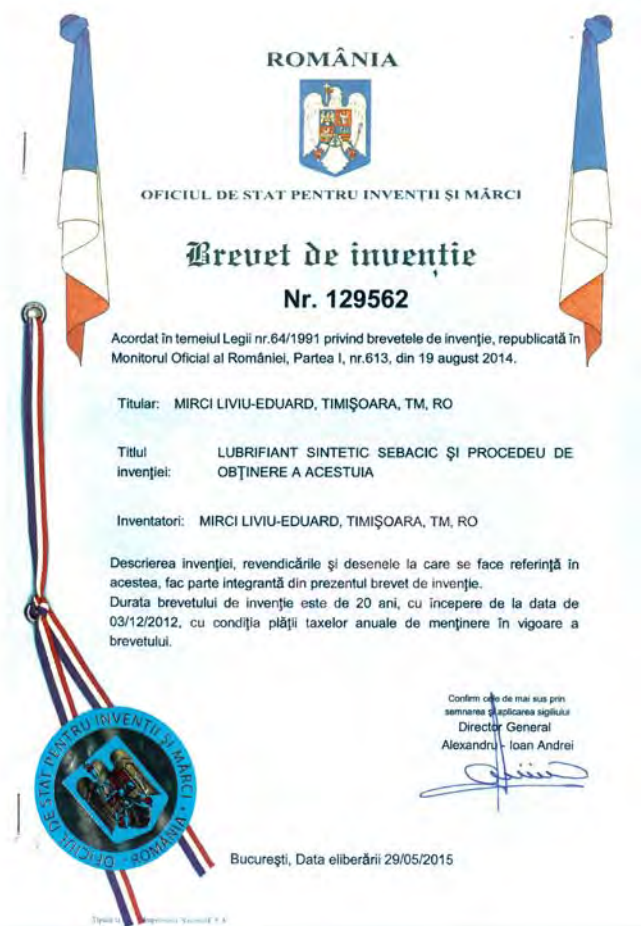 ROMÂNIA
OFICIUL DE STAT PENTRU INVENȚII ȘI MĂRCI
Brevet de invenție
Nr. 129562
Acordat în temeiul Legii nr.64/1991 privind brevetele de invenție, republicată în
Monitorul Oficial al României, Partea I, nr.613, din 19 august 2014.
Titular: MIRCI LIVIU-EDUARD, TIMIȘOARA, TM, RO
Titlul LUBRIFIANT SINTETIC SEBACIC ȘI PROCEDEU DE
invenției: OBȚINERE A ACESTUIA
Inventatori: MIRCI LIVIU-EDUARD, TIMIȘOARA, TM, RO
Descrierea invenției, revendicările și desenele la care se face referință în
acestea, fac parte integrantă din prezentul brevet de invenție.
Durata brevetului de invenție este de 20 ani, cu începere de la data de
03/12/2012, cu condiția plății taxelor anuale de menținere în vigoare a
brevetului.
Confirm cele de mai sus prin
semnarea și aplicarea sigiliului
Director General
Alexandru - Ioan Andrei
OFICIUL DE STAT PENTRU INVENȚII ȘI MĂRCI • ROMÂNIA •
București, Data eliberării 29/05/2015